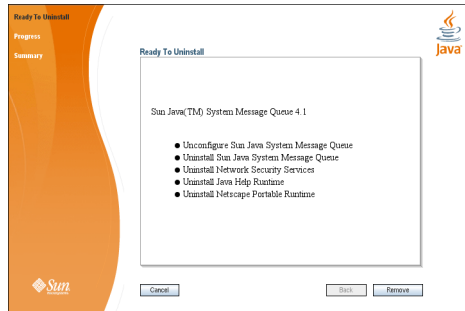 Ready To Uninstall
Progress
Summary
Java
Ready To Uninstall
Sun Java(TM) System Message Queue 4.1
● Unconfigure Sun Java System Message Queue
● Uninstall Sun Java System Message Queue
● Uninstall Network Security Services
● Uninstall Java Help Runtime
● Uninstall Netscape Portable Runtime
Sun
Cancel
Back
Remove